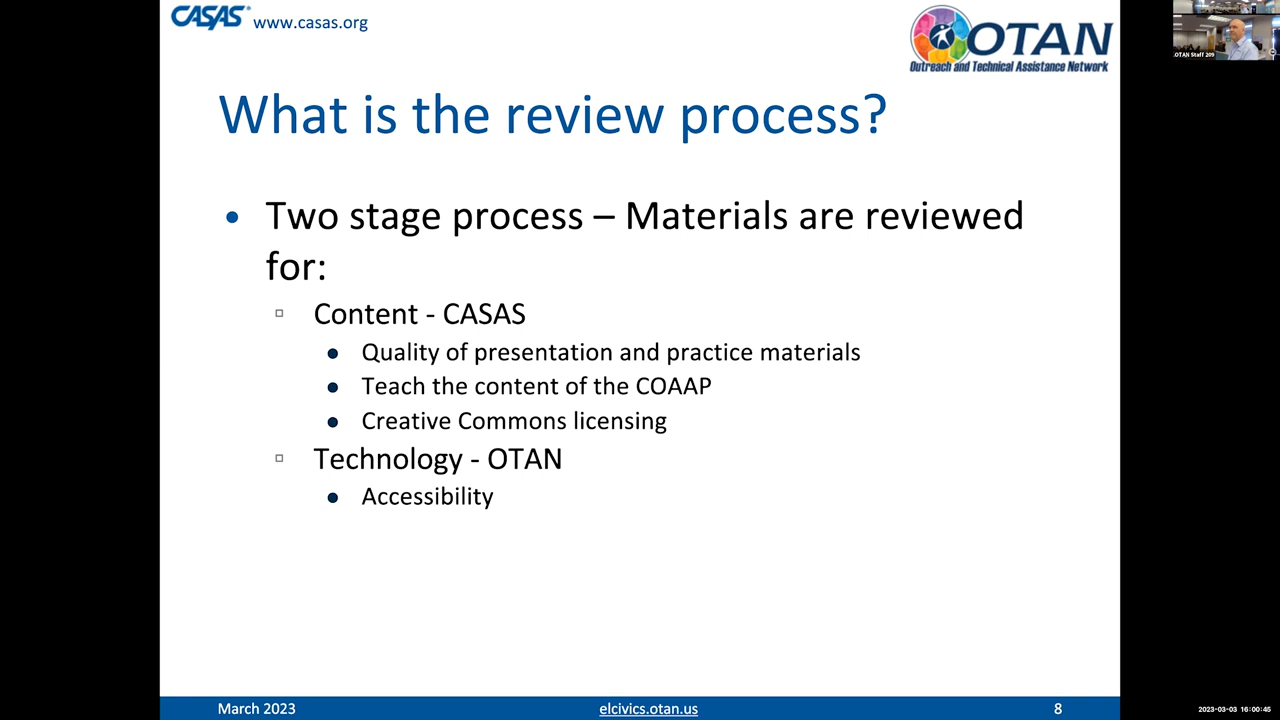 CASAS® www.casas.org
OTAN
Outreach and Technical Assistance Network
OTAN Staff 209
What is the review process?
• Two stage process – Materials are reviewed
for:
▫ Content - CASAS
● Quality of presentation and practice materials
● Teach the content of the COAAP
● Creative Commons licensing
▫ Technology - OTAN
● Accessibility
March 2023 elcivics.otan.us 8
2023-03-03 16:00:45